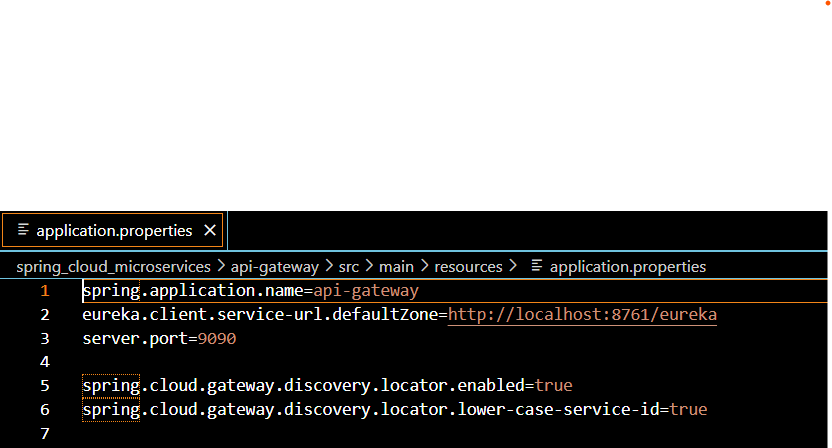 application.properties
spring_cloud_microservices > api-gateway > src > main > resources > application.properties
1 spring.application.name=api-gateway
2 eureka.client.service-url.defaultZone=http://localhost:8761/eureka
3 server.port=9090
4
5 spring.cloud.gateway.discovery.locator.enabled=true
6 spring.cloud.gateway.discovery.locator.lower-case-service-id=true
7